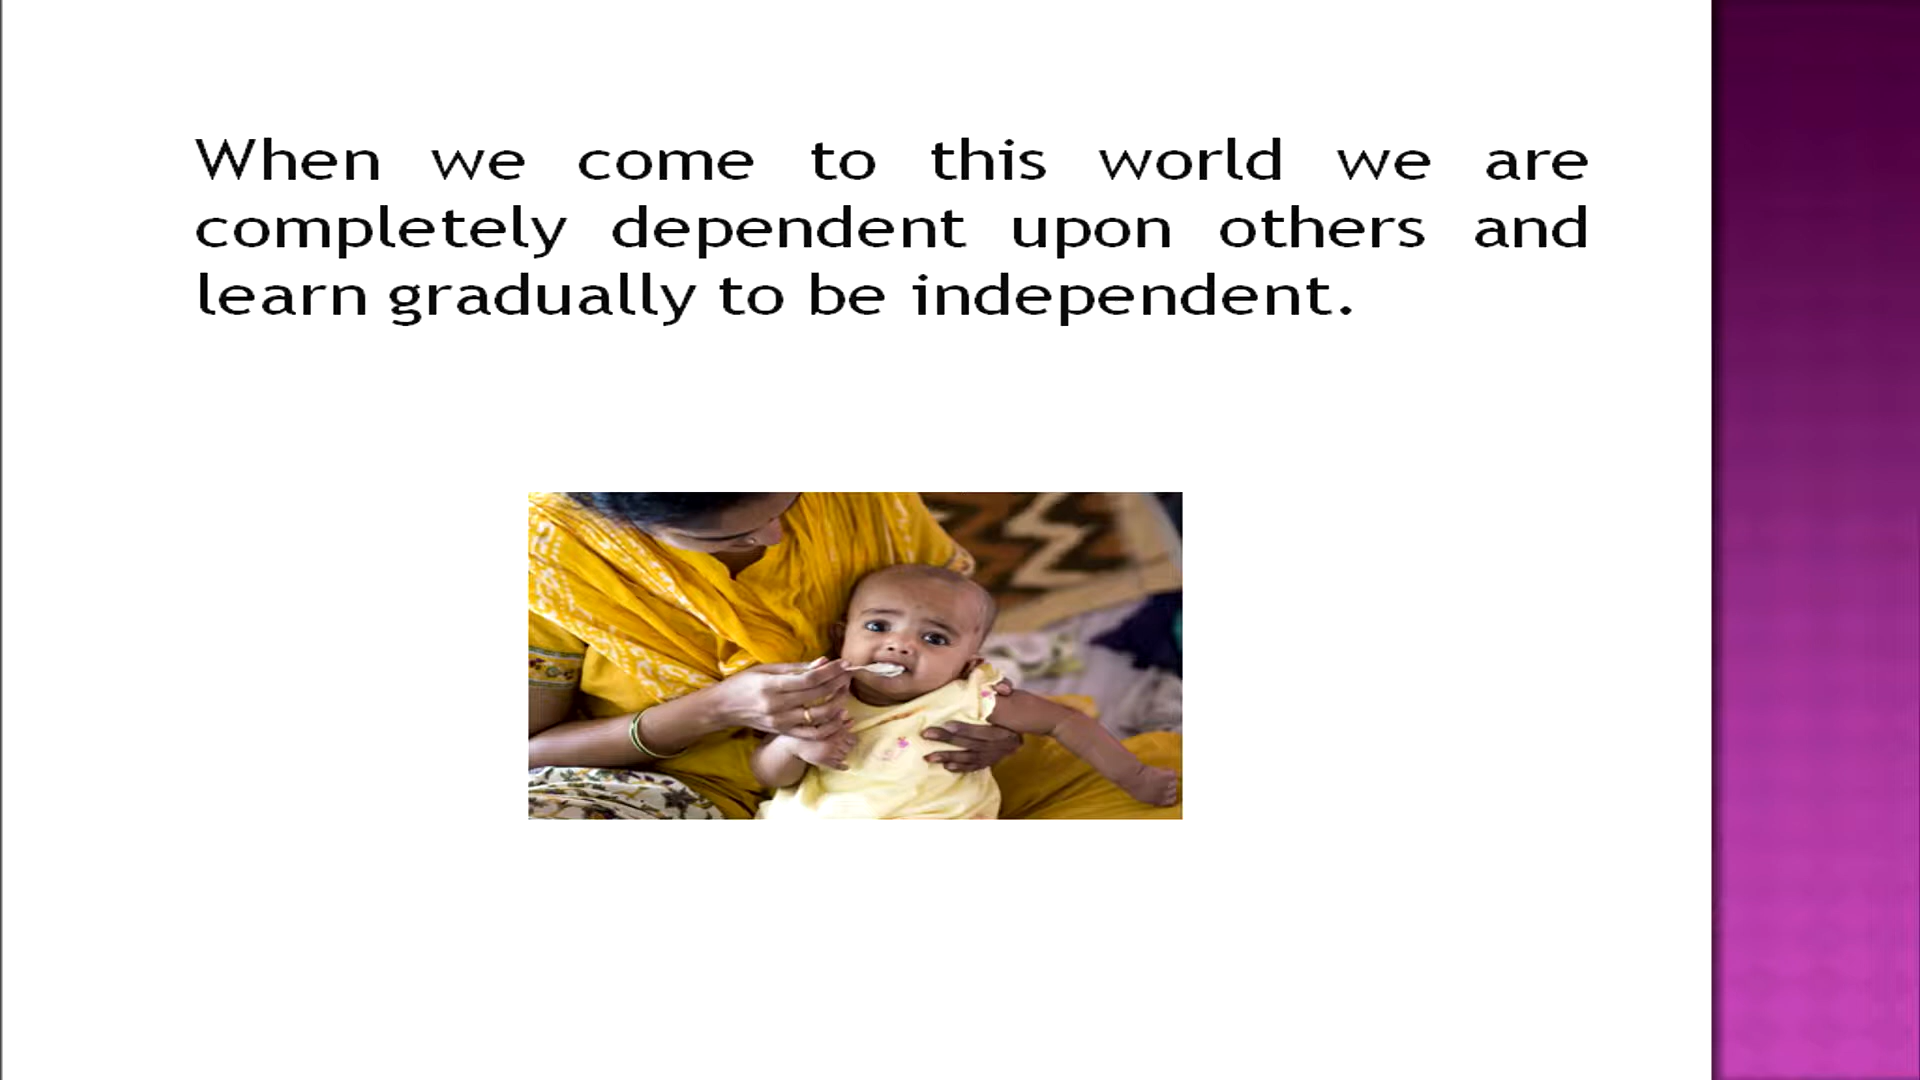 When we come to this world we are
completely dependent upon others and
learn gradually to be independent.